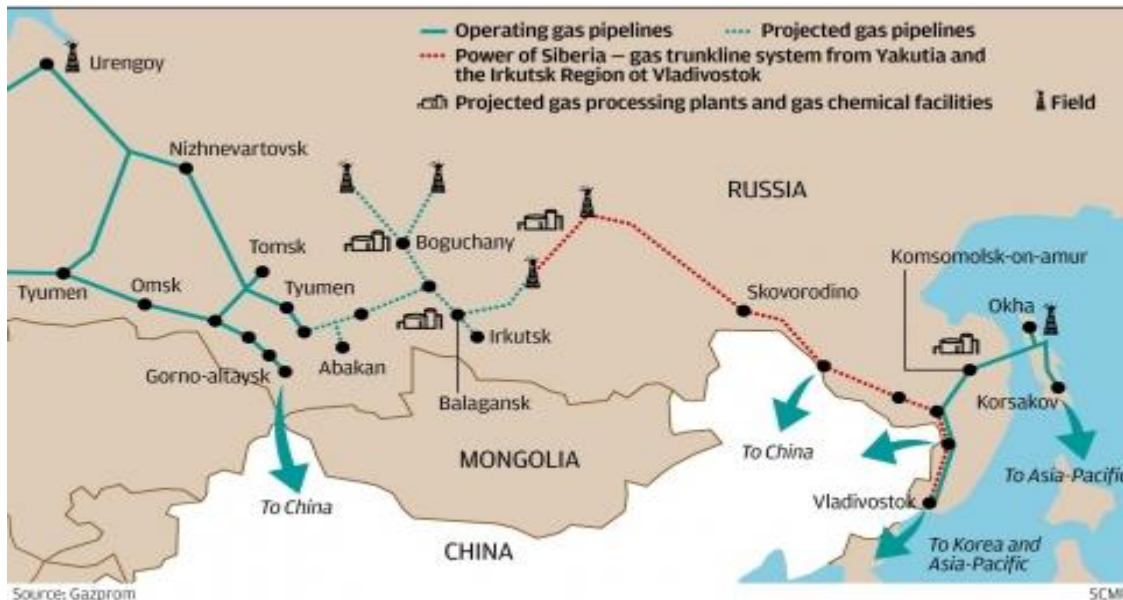 Operating gas pipelines
Projected gas pipelines
Power of Siberia — gas trunkline system from Yakutia and
the Irkutsk Region ot Vladivostok
Projected gas processing plants and gas chemical facilities
Field
Urengoy
Nizhnevartovsk
RUSSIA
Tomsk
Boguchany
Komsomolsk-on-amur
Tyumen
Omsk
Tyumen
Skovorodino
Okha
Irkutsk
Abakan
Gorno-altaysk
Balagansk
Korsakov
MONGOLIA
To China
To Asia-Pacific
To China
Vladivostok
CHINA
To Korea and
Asia-Pacific
Source: Gazprom
SCMP